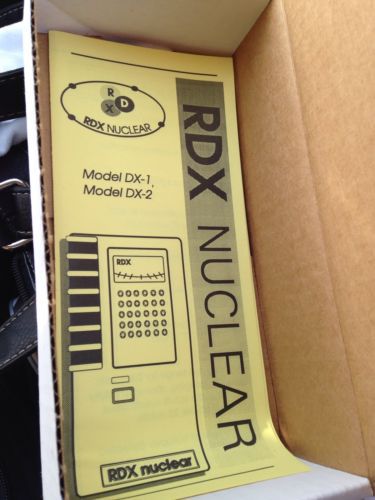 R
D
X
RDX NUCLEAR
Model DX-1,
Model DX-2
RDX
RDX nuclear
RDX NUCLEAR